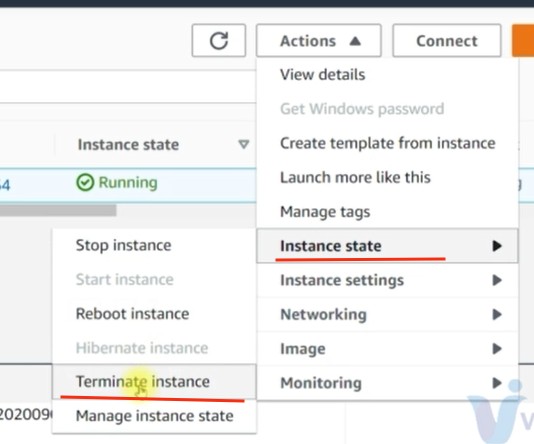 Actions ▲
Connect
View details
Get Windows password
Create template from instance
Launch more like this
Manage tags
Instance state
Instance settings
Networking
Image
Monitoring
Instance state
Running
Stop instance
Start instance
Reboot instance
Hibernate instance
Terminate instance
Manage instance state